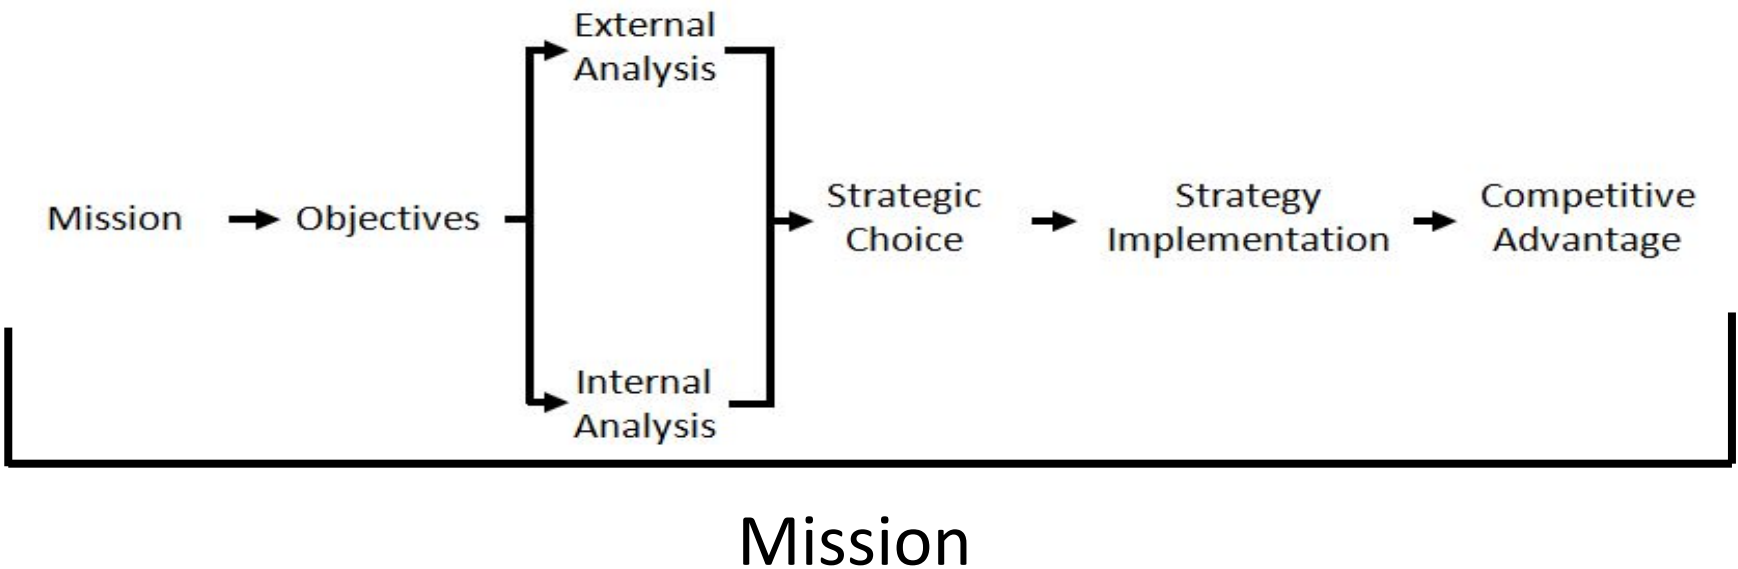 External
Analysis
Mission
Objectives
Strategic
Choice
Strategy
Implementation
Competitive
Advantage
Internal
Analysis
Mission